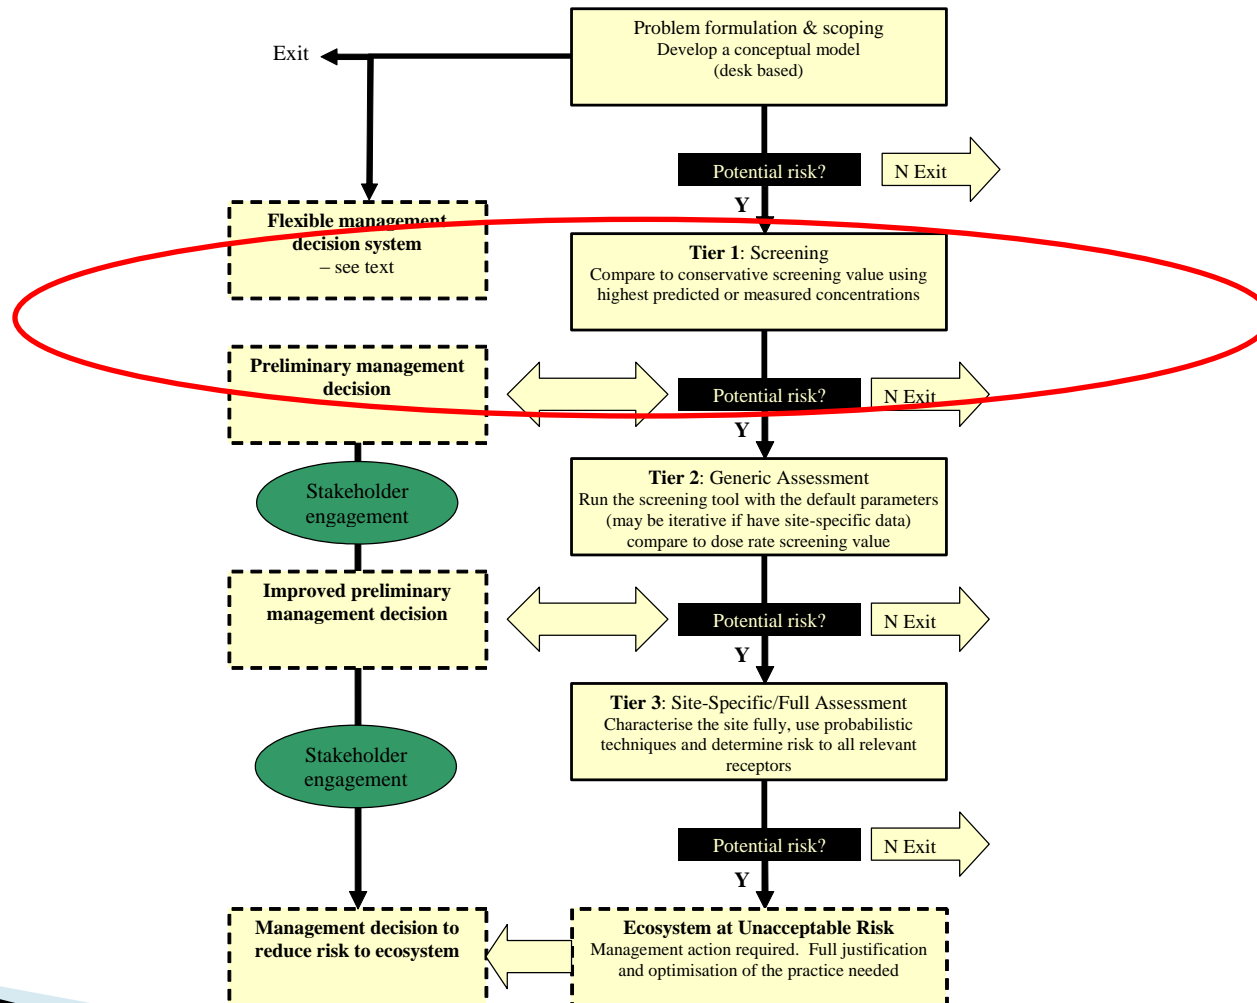 Problem formulation & scoping
Develop a conceptual model
(desk based)
Exit
Potential risk?
N Exit
Y
Flexible management
decision system
– see text
Tier 1: Screening
Compare to conservative screening value using
highest predicted or measured concentrations
Preliminary management
decision
Potential risk?
N Exit
Y
Stakeholder
engagement
Tier 2: Generic Assessment
Run the screening tool with the default parameters
(may be iterative if have site-specific data)
compare to dose rate screening value
Improved preliminary
management decision
Potential risk?
N Exit
Y
Tier 3: Site-Specific/Full Assessment
Characterise the site fully, use probabilistic
techniques and determine risk to all relevant
receptors
Stakeholder
engagement
Potential risk?
N Exit
Y
Management decision to
reduce risk to ecosystem
Ecosystem at Unacceptable Risk
Management action required.  Full justification
and optimisation of the practice needed